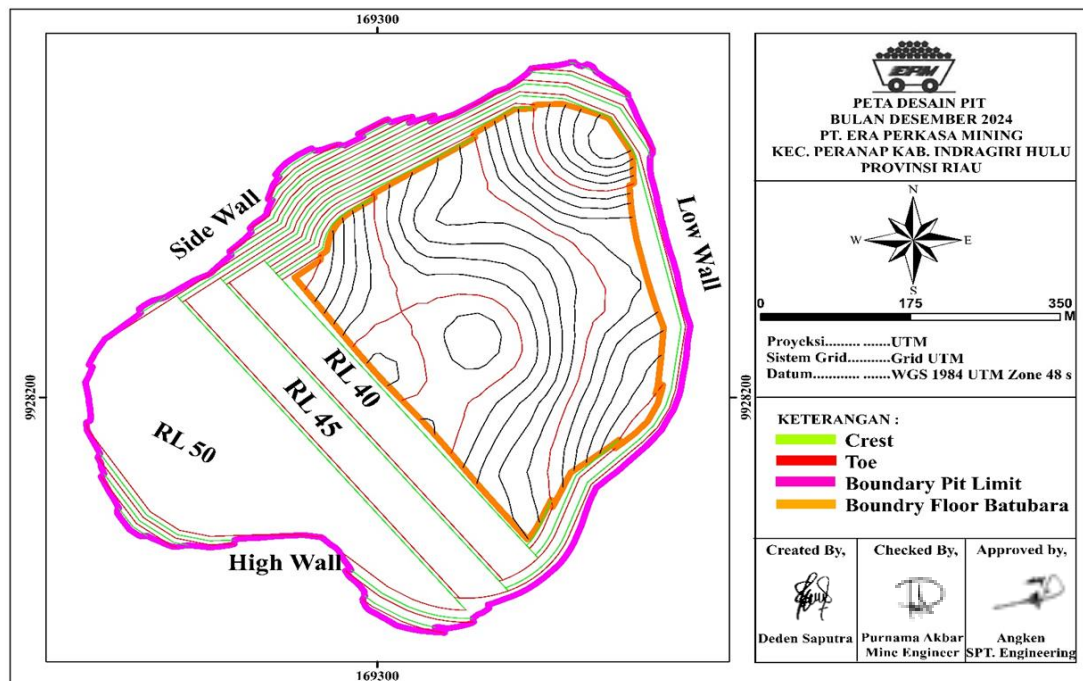 169300
Side Wall
Low Wall
RL 40
RL 45
RL 50
High Wall
9928200
9928200
169300
EPM
PETA DESAIN PIT
BULAN DESEMBER 2024
PT. ERA PERKASA MINING
KEC. PERANAP KAB. INDRAGIRI HULU
PROVINSI RIAU
N
W E
S
0 175 350
M
Proyeksi......... .......UTM
Sistem Grid..........Grid UTM
Datum........... .......WGS 1984 UTM Zone 48 s
KETERANGAN :
Crest
Toe
Boundary Pit Limit
Boundry Floor Batubara
Created By, Checked By, Approved by,
Deden Saputra
Purnama Akbar
Mine Engineer
Angken
SPT. Engineering